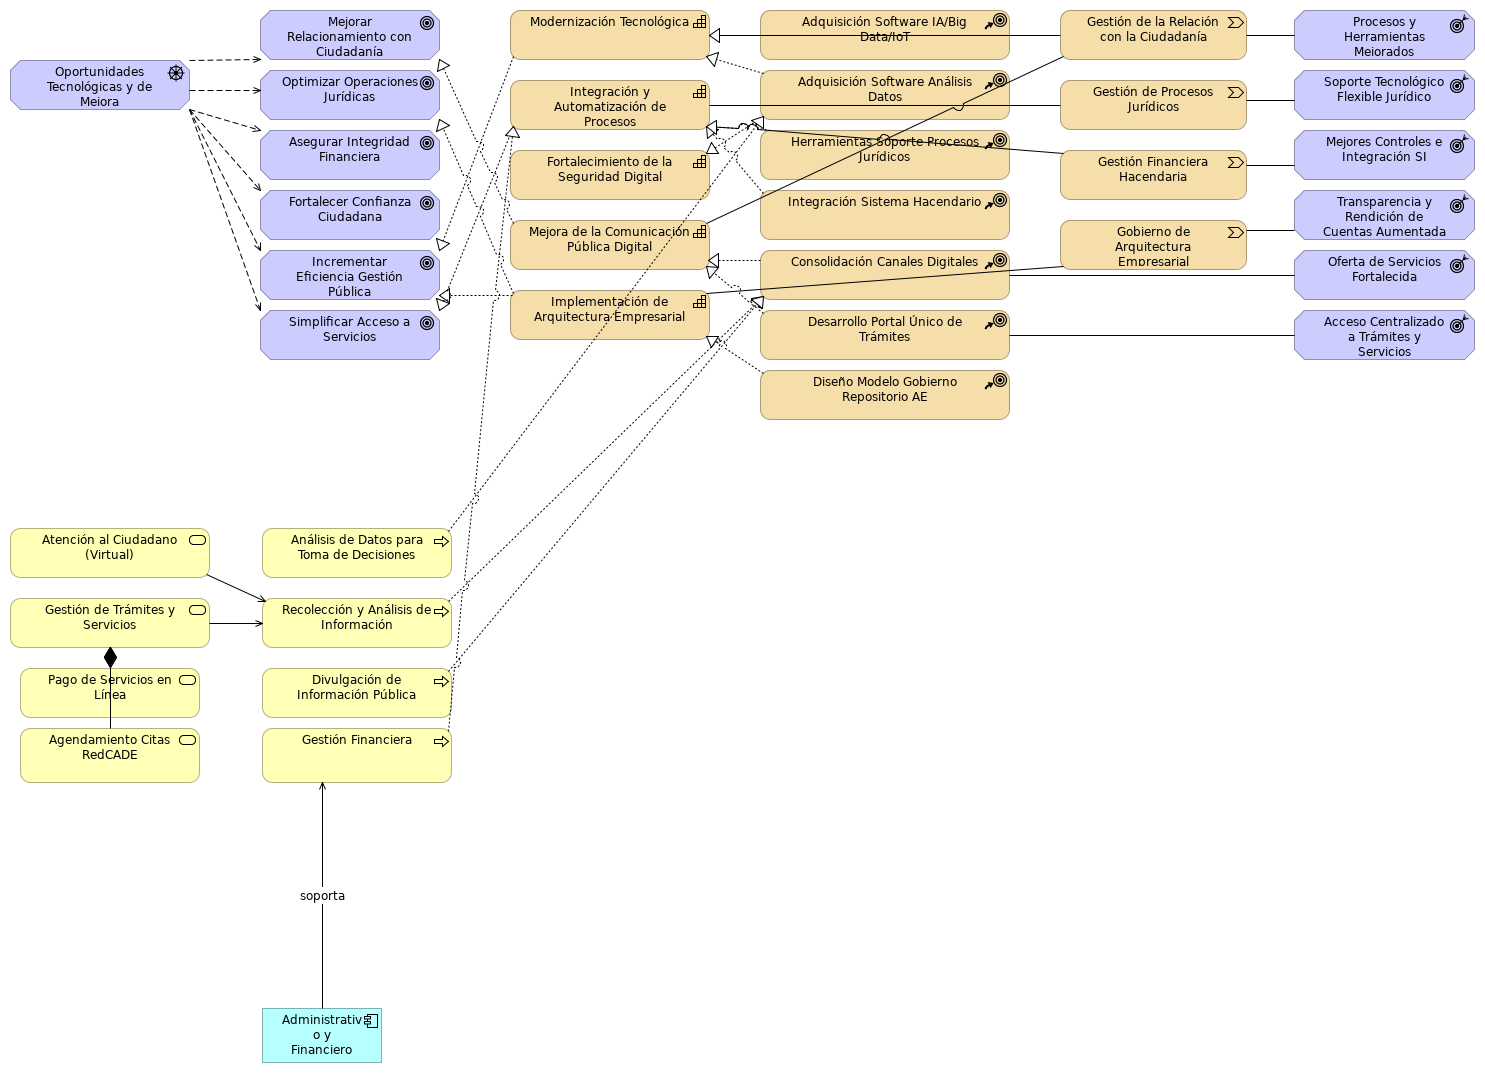 Oportunidades
Tecnológicas y de
Mejora
Mejorar
Relacionamiento con
Ciudadanía
Optimizar Operaciones
Jurídicas
Asegurar Integridad
Financiera
Fortalecer Confianza
Ciudadana
Incrementar
Eficiencia Gestión
Pública
Simplificar Acceso a
Servicios
Modernización Tecnológica
Integración y
Automatización de
Procesos
Fortalecimiento de la
Seguridad Digital
Mejora de la Comunicación
Pública Digital
Implementación de
Arquitectura Empresarial
Adquisición Software IA/Big
Data/IoT
Adquisición Software Análisis
Datos
Herramientas Soporte Procesos
Jurídicos
Integración Sistema Hacendario
Consolidación Canales Digitales
Desarrollo Portal Único de
Trámites
Diseño Modelo Gobierno
Repositorio AE
Gestión de la Relación
con la Ciudadanía
Gestión de Procesos
Jurídicos
Gestión Financiera
Hacendaria
Gobierno de
Arquitectura
Empresarial
Procesos y
Herramientas
Mejorados
Soporte Tecnológico
Flexible Jurídico
Mejores Controles e
Integración SI
Transparencia y
Rendición de
Cuentas Aumentada
Oferta de Servicios
Fortalecida
Acceso Centralizado
a Trámites y
Servicios
Atención al Ciudadano
(Virtual)
Gestión de Trámites y
Servicios
Pago de Servicios en
Línea
Agendamiento Citas
RedCADE
Análisis de Datos para
Toma de Decisiones
Recolección y Análisis de
Información
Divulgación de
Información Pública
Gestión Financiera
soporta
Administrativ
o y
Financiero